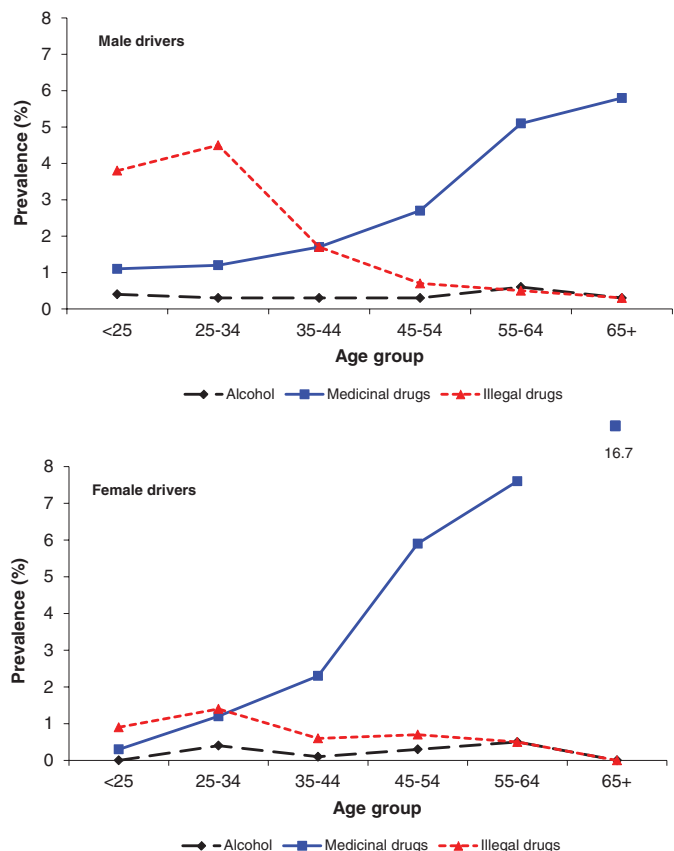 8
Male drivers
7
6
5
4
3
2
1
0
Prevalence (%)
<25 25-34 35-44 45-54 55-64 65+
Age group
Alcohol Medicinal drugs Illegal drugs
16.7
8
Female drivers
7
6
5
4
3
2
1
0
Prevalence (%)
<25 25-34 35-44 45-54 55-64 65+
Age group
Alcohol Medicinal drugs Illegal drugs